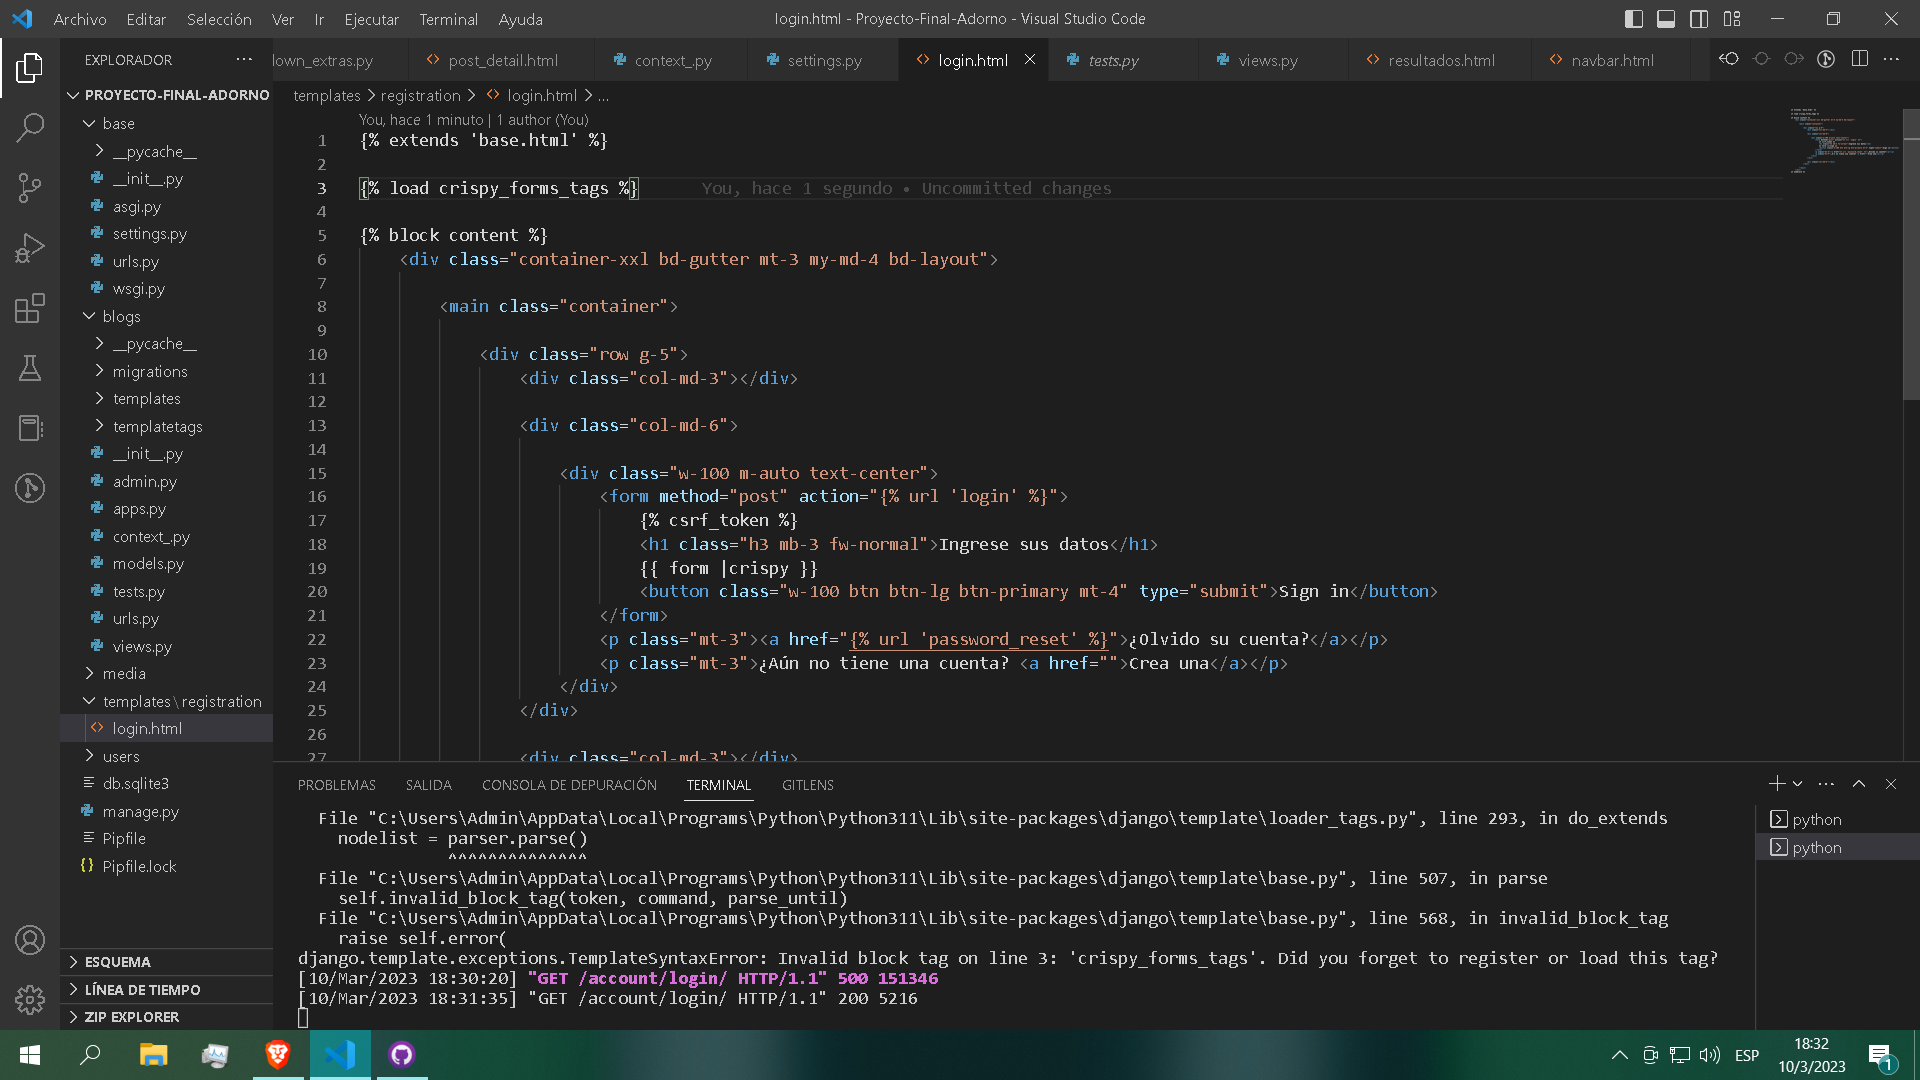 Archivo Editar Selección Ver Ir Ejecutar Terminal Ayuda
login.html - Proyecto-Final-Adorno - Visual Studio Code
EXPLORADOR
down_extras.py post_detail.html context_.py settings.py login.html tests.py views.py resultados.html navbar.html
PROYECTO-FINAL-ADORNO
base
__pycache__
__init__.py
asgi.py
settings.py
urls.py
wsgi.py
blogs
__pycache__
migrations
templates
templatetags
__init__.py
admin.py
apps.py
context_.py
models.py
tests.py
urls.py
views.py
media
templates\registration
login.html
users
db.sqlite3
manage.py
Pipfile
Pipfile.lock
ESQUEMA
LÍNEA DE TIEMPO
ZIP EXPLORER
templates > registration > login.html > ...
You, hace 1 minuto | 1 author (You)
1 {% extends 'base.html' %}
2
3 {% load crispy_forms_tags %} You, hace 1 segundo • Uncommitted changes
4
5 {% block content %}
6 <div class="container-xxl bd-gutter mt-3 my-md-4 bd-layout">
7
8 <main class="container">
9
10 <div class="row g-5">
11 <div class="col-md-3"></div>
12
13 <div class="col-md-6">
14
15 <div class="w-100 m-auto text-center">
16 <form method="post" action="{% url 'login' %}">
17 {% csrf_token %}
18 <h1 class="h3 mb-3 fw-normal">Ingrese sus datos</h1>
19 {{ form |crispy }}
20 <button class="w-100 btn btn-lg btn-primary mt-4" type="submit">Sign in</button>
21 </form>
22 <p class="mt-3"><a href="{% url 'password_reset' %}">¿Olvido su cuenta?</a></p>
23 <p class="mt-3">¿Aún no tiene una cuenta? <a href="">Crea una</a></p>
24 </div>
25 </div>
26
27 <div class="col-md-3"></div>
PROBLEMAS SALIDA CONSOLA DE DEPURACIÓN TERMINAL GITLENS
File "C:\Users\Admin\AppData\Local\Programs\Python\Python311\Lib\site-packages\django\template\loader_tags.py", line 293, in do_extends
nodelist = parser.parse()
^^^^^^^^^^^^^^
File "C:\Users\Admin\AppData\Local\Programs\Python\Python311\Lib\site-packages\django\template\base.py", line 507, in parse
self.invalid_block_tag(token, command, parse_until)
File "C:\Users\Admin\AppData\Local\Programs\Python\Python311\Lib\site-packages\django\template\base.py", line 568, in invalid_block_tag
raise self.error(
django.template.exceptions.TemplateSyntaxError: Invalid block tag on line 3: 'crispy_forms_tags'. Did you forget to register or load this tag?
[10/Mar/2023 18:30:20] "GET /account/login/ HTTP/1.1" 500 151346
[10/Mar/2023 18:31:35] "GET /account/login/ HTTP/1.1" 200 5216
python
python
ESP
18:32
10/3/2023
1